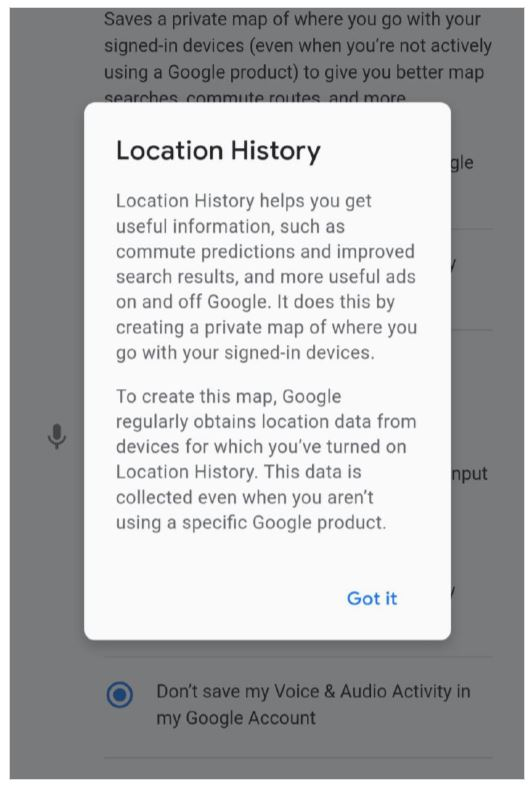 Saves a private map of where you go with your
signed-in devices (even when you're not actively
using a Google product) to give you better map
searches, commute routes, and more.
Location History
gle
Location History helps you get
useful information, such as
commute predictions and improved
search results, and more useful ads
on and off Google. It does this by
creating a private map of where you
go with your signed-in devices.
To create this map, Google
regularly obtains location data from
devices for which you've turned on
Location History. This data is
collected even when you aren't
using a specific Google product.
nput
Got it
Don't save my Voice & Audio Activity in
my Google Account